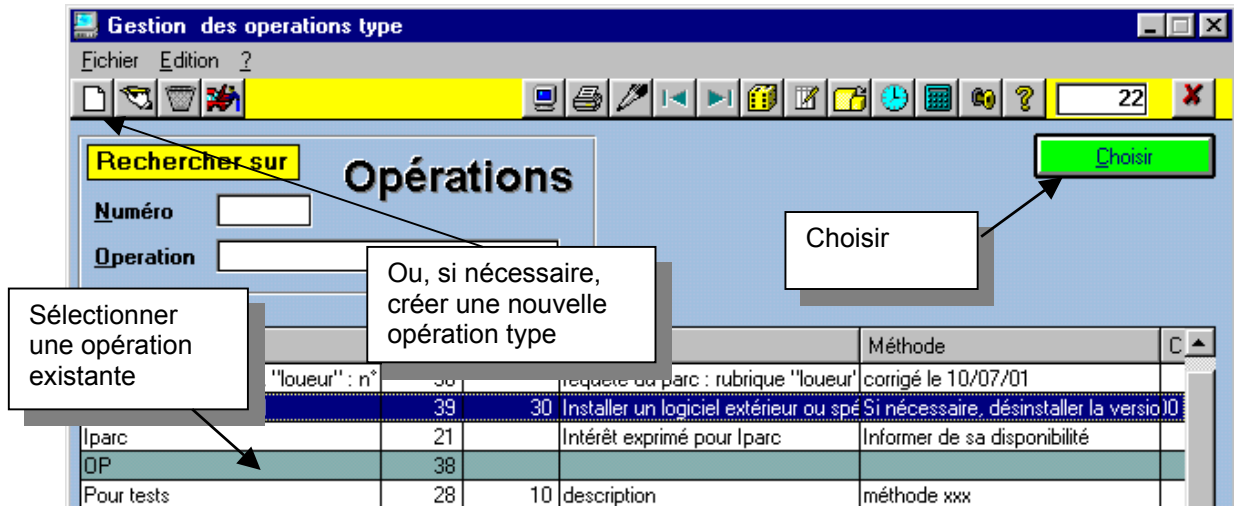 Gestion des operations type
Fichier Edition ?
22
Rechercher sur
Opérations
Choisir
Numéro
Operation
Choisir
Ou, si nécessaire,
créer une nouvelle
opération type
Sélectionner
une opération
existante
Méthode C
"loueur" : n° requête du parc : rubrique "loueur' corrigé le 10/07/01
39 30 Installer un logiciel extérieur ou spé Si nécessaire, désinstaller la versio
Iparc 21 Intérêt exprimé pour Iparc Informer de sa disponibilité
OP 38
Pour tests 28 10 description méthode xxx